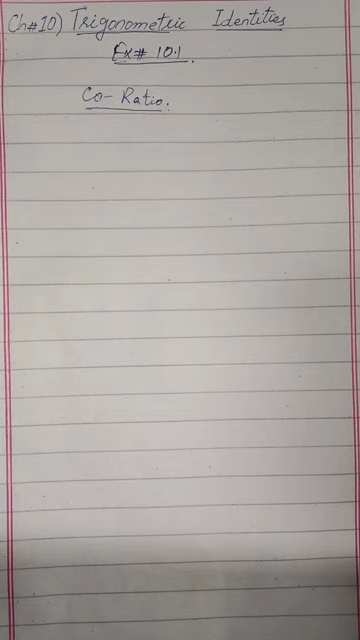 Ch#10) Trigonometric Identities
Ex# 10.1.
Co-Ratio.